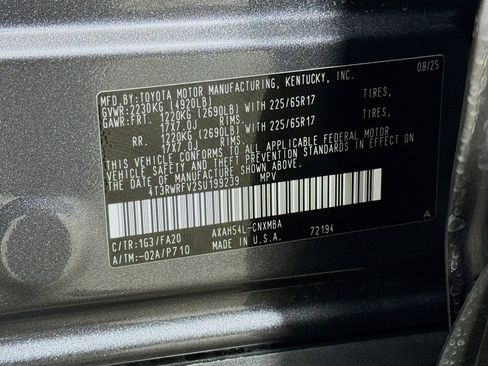 MFD.BY:TOYOTA MOTOR MANUFACTURING, KENTUCKY, INC. 08/25
GVWR:2230KG (4920LB)
GAWR:FRT. 1220KG (2690LB) WITH 225/65R17 TIRES,
17X7.0J RIMS,
RR. 1220KG (2690LB) WITH 225/65R17 TIRES,
17X7.0J RIMS.
THIS VEHICLE CONFORMS TO ALL APPLICABLE FEDERAL MOTOR
VEHICLE SAFETY AND THEFT PREVENTION STANDARDS IN EFFECT ON
THE DATE OF MANUFACTURE SHOWN ABOVE.
4T3RWRFV2SU199239 MPV
C/TR:1G3/FA20 AXAH54L-CNXMBA A
A/TM:-02A/P710 MADE IN U.S.A. 72194